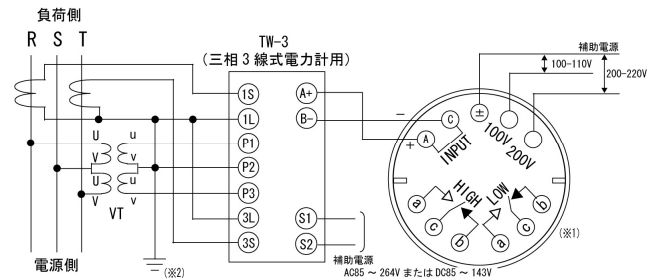 負荷側
R S T
TW-3
(三相3線式電力計用)
補助電源
100-110V
200-220V
1S
1L
P1
P2
P3
3L
3S
A+
B-
S1
S2
U u
V v
U u
V v
VT
(※2)
電源側
補助電源
AC85 ~ 264V または DC85 ~ 143V
−
+
C
A
INPUT
±
100V
200V
HIGH
LOW
a
c
b
a
c
b
(※1)